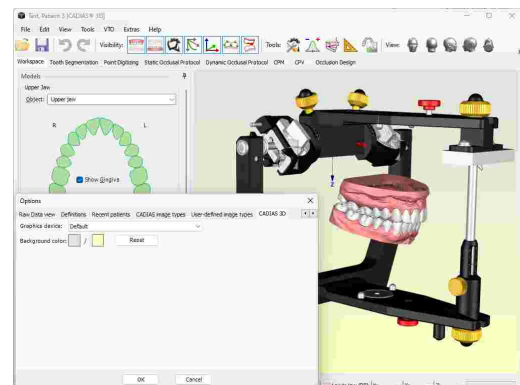 Test, Patient 3 [CADIAS® 3D]
File Edit View Tools VTO Extras Help
Visibility: Tools: View:
Workspace Tooth Segmentation Point Digitizing Static Occlusal Protocol Dynamic Occlusal Protocol CPM CPV Occlusion Design
Models
Upper Jaw
Object: Upper Jaw
R L
Show Gingiva
Z
Options
Raw Data view Definitions Recent patients CADIAS image types User-defined image types CADIAS 3D
Graphics device: Default
Background color: / Reset
OK Cancel